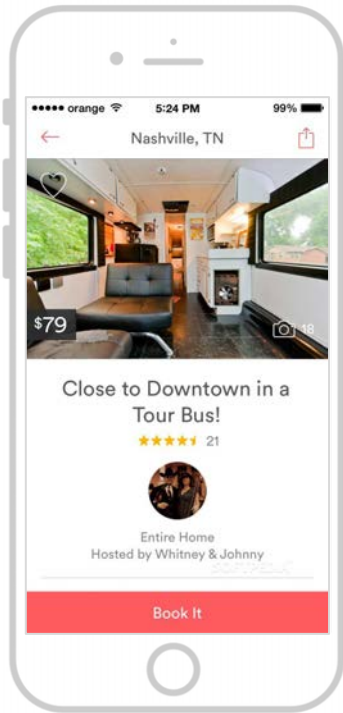 orange 5:24 PM 99%
Nashville, TN
$79 18
Close to Downtown in a
Tour Bus!
21
Entire Home
Hosted by Whitney & Johnny
SOFTPEDIA
Book It